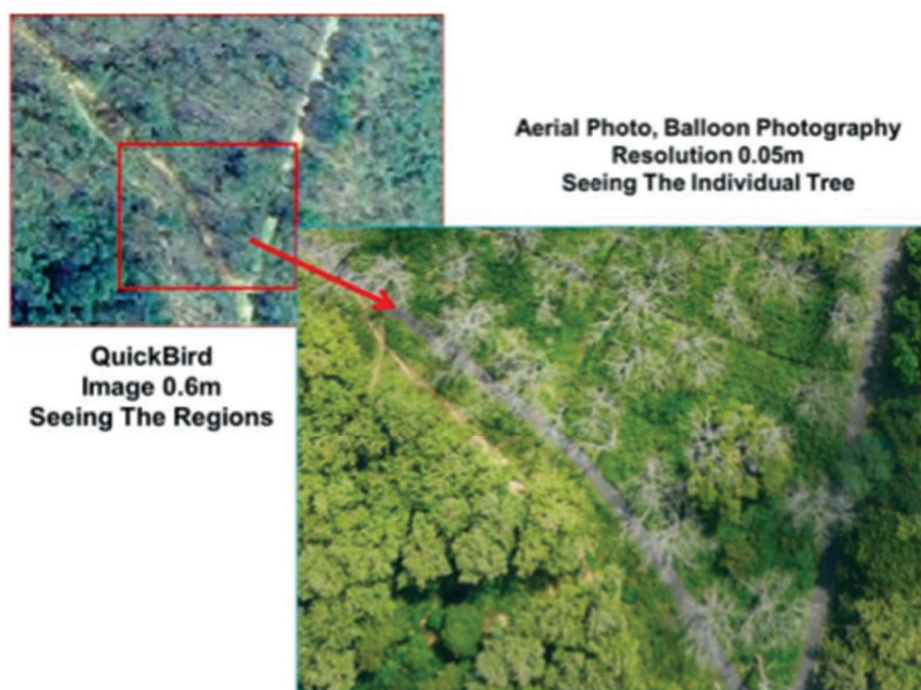 Aerial Photo, Balloon Photography
Resolution 0.05m
Seeing The Individual Tree
QuickBird
Image 0.6m
Seeing The Regions